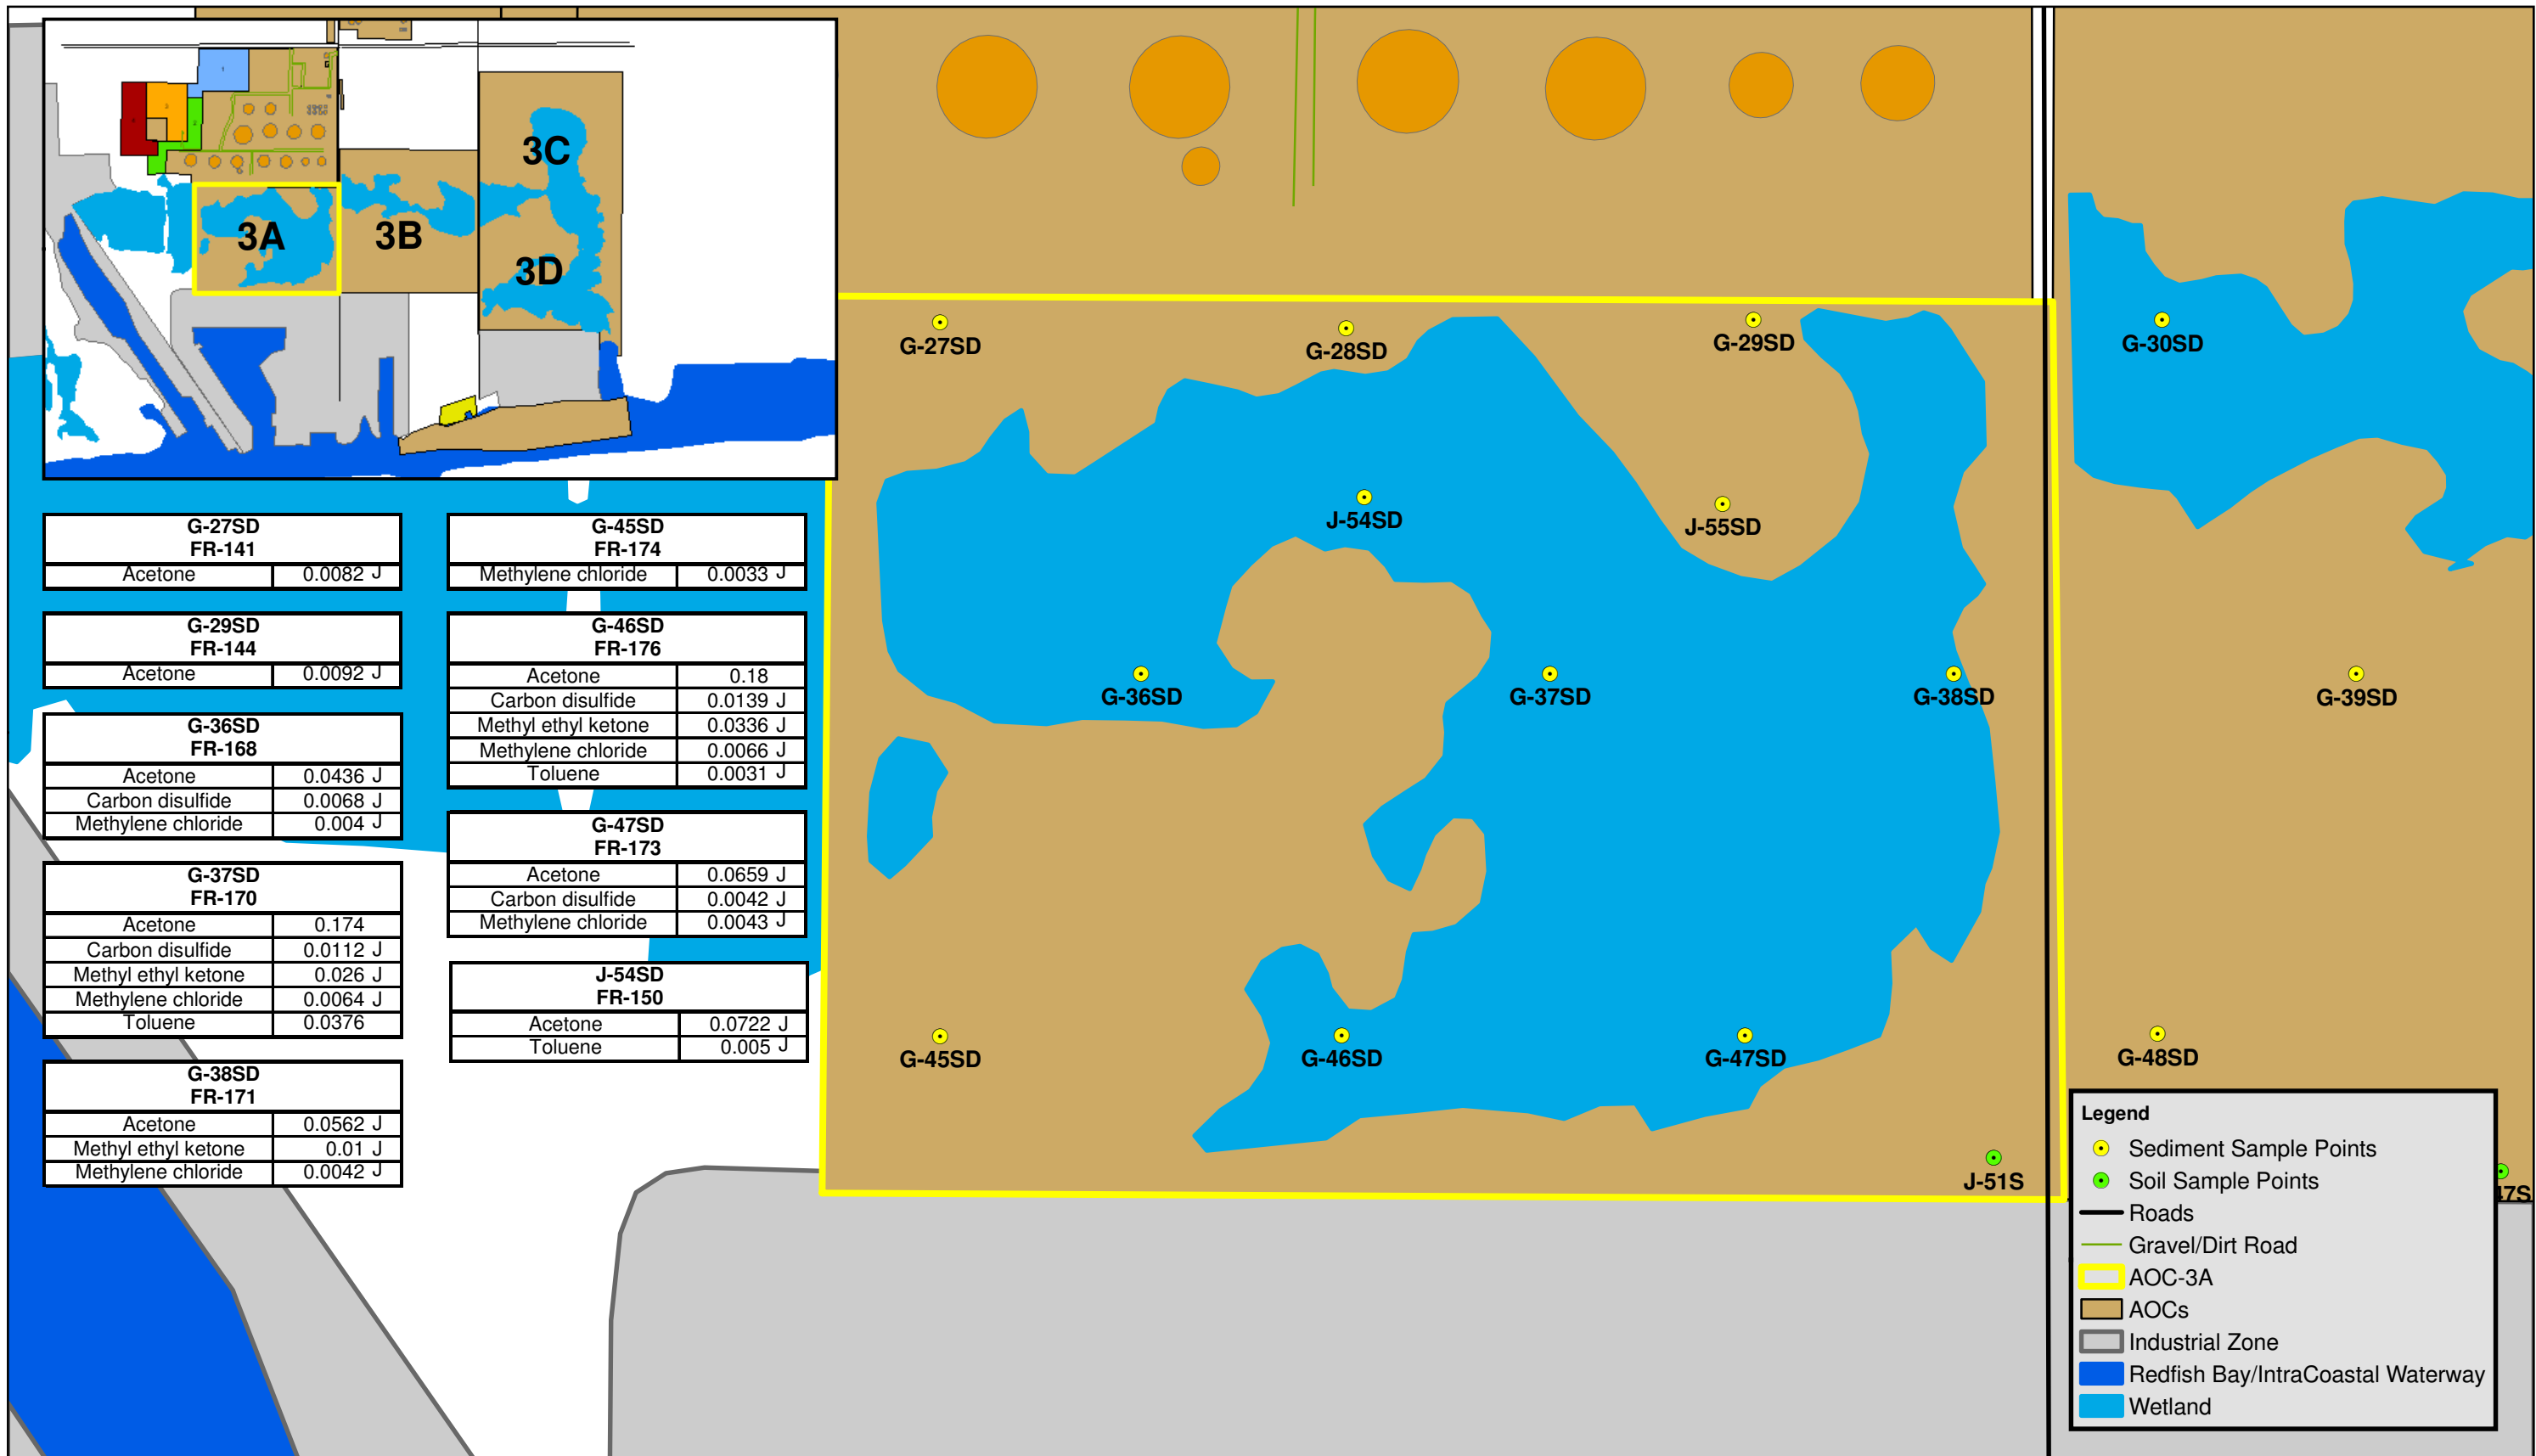 3A
3B
3C
3D
G-27SD
FR-141
Acetone 0.0082 J
G-29SD
FR-144
Acetone 0.0092 J
G-36SD
FR-168
Acetone 0.0436 J
Carbon disulfide 0.0068 J
Methylene chloride 0.004 J
G-37SD
FR-170
Acetone 0.174
Carbon disulfide 0.0112 J
Methyl ethyl ketone 0.026 J
Methylene chloride 0.0064 J
Toluene 0.0376
G-38SD
FR-171
Acetone 0.0562 J
Methyl ethyl ketone 0.01 J
Methylene chloride 0.0042 J
G-45SD
FR-174
Methylene chloride 0.0033 J
G-46SD
FR-176
Acetone 0.18
Carbon disulfide 0.0139 J
Methyl ethyl ketone 0.0336 J
Methylene chloride 0.0066 J
Toluene 0.0031 J
G-47SD
FR-173
Acetone 0.0659 J
Carbon disulfide 0.0042 J
Methylene chloride 0.0043 J
J-54SD
FR-150
Acetone 0.0722 J
Toluene 0.005 J
G-27SD
G-28SD
G-29SD
G-30SD
J-54SD
J-55SD
G-36SD
G-37SD
G-38SD
G-39SD
G-45SD
G-46SD
G-47SD
G-48SD
J-51S
47S
Legend
Sediment Sample Points
Soil Sample Points
Roads
Gravel/Dirt Road
AOC-3A
AOCs
Industrial Zone
Redfish Bay/IntraCoastal Waterway
Wetland